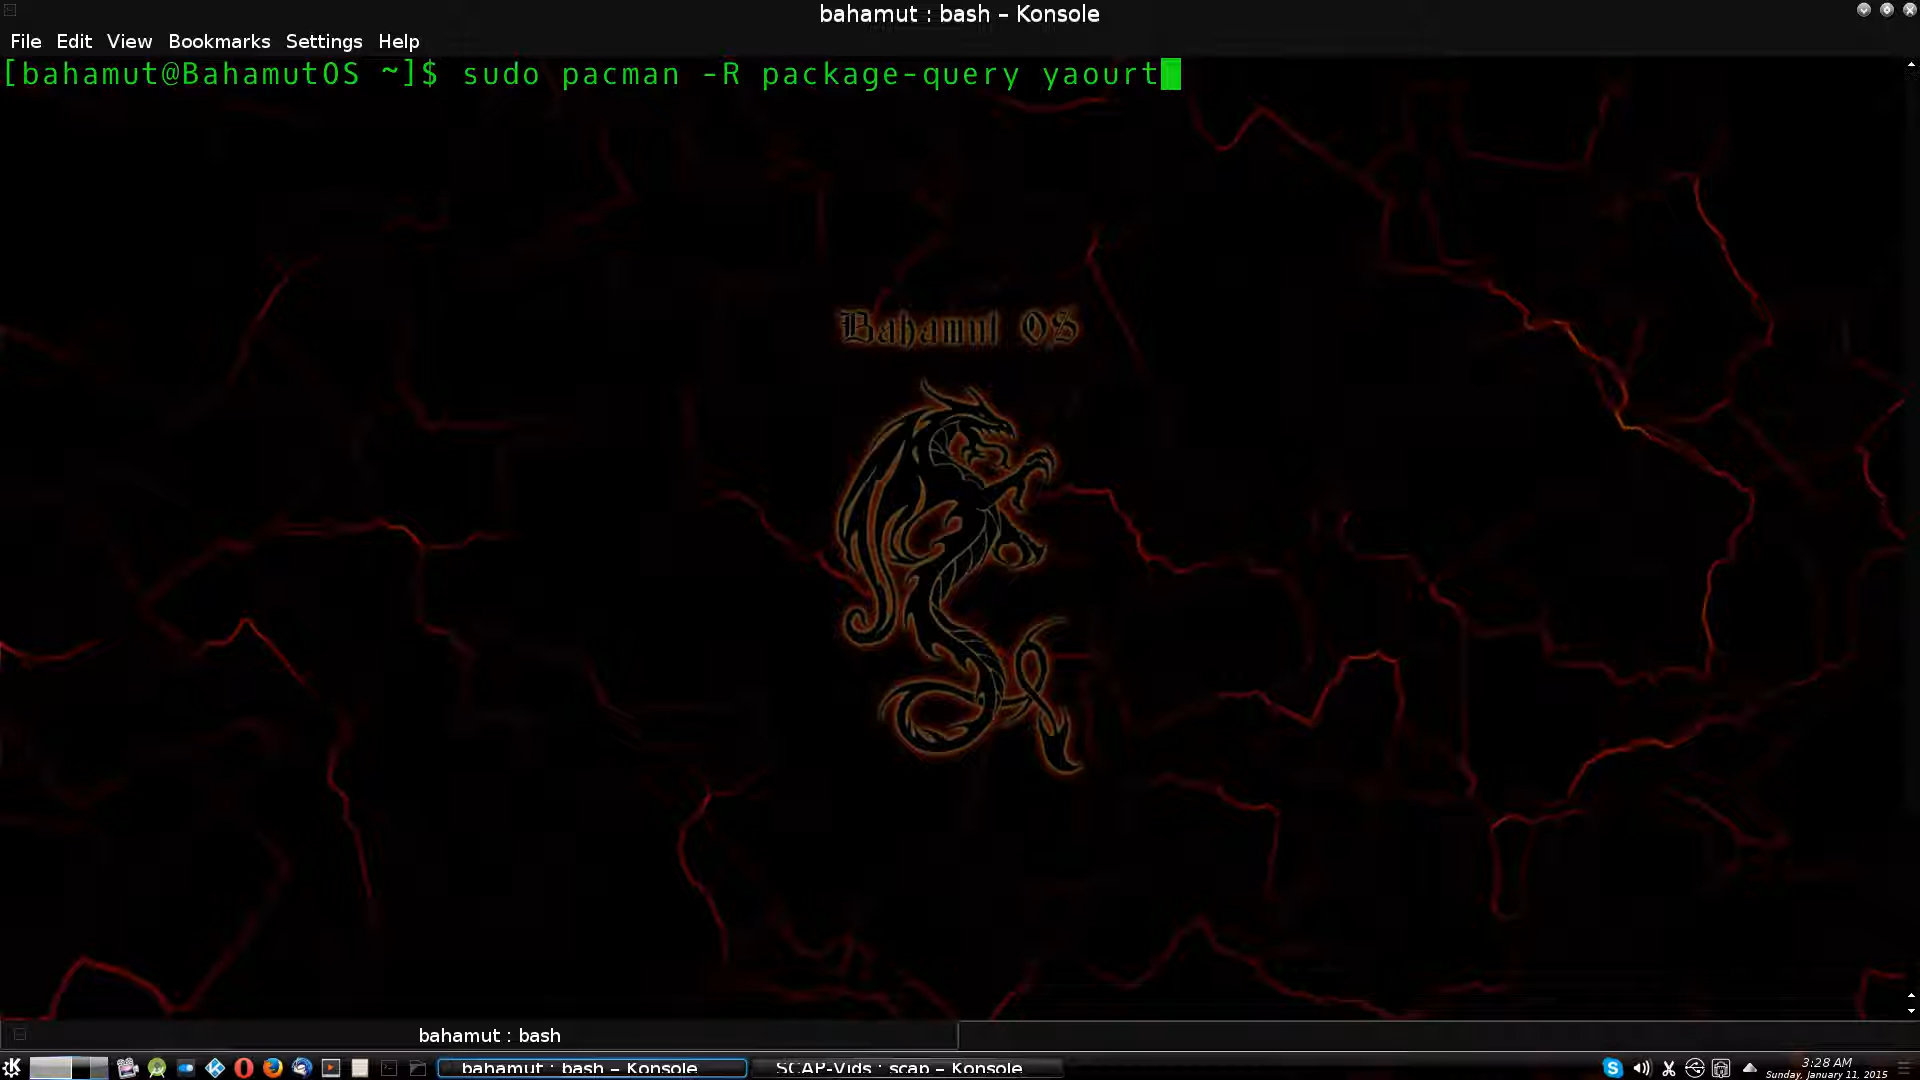 bahamut : bash – Konsole
File Edit View Bookmarks Settings Help
[bahamut@BahamutOS ~]$ sudo pacman -R package-query yaourt
Bahamut OS
bahamut : bash
bahamut : bash – Konsole
SCAP-Vids : scap – Konsole
3:28 AM
Sunday, January 11, 2015